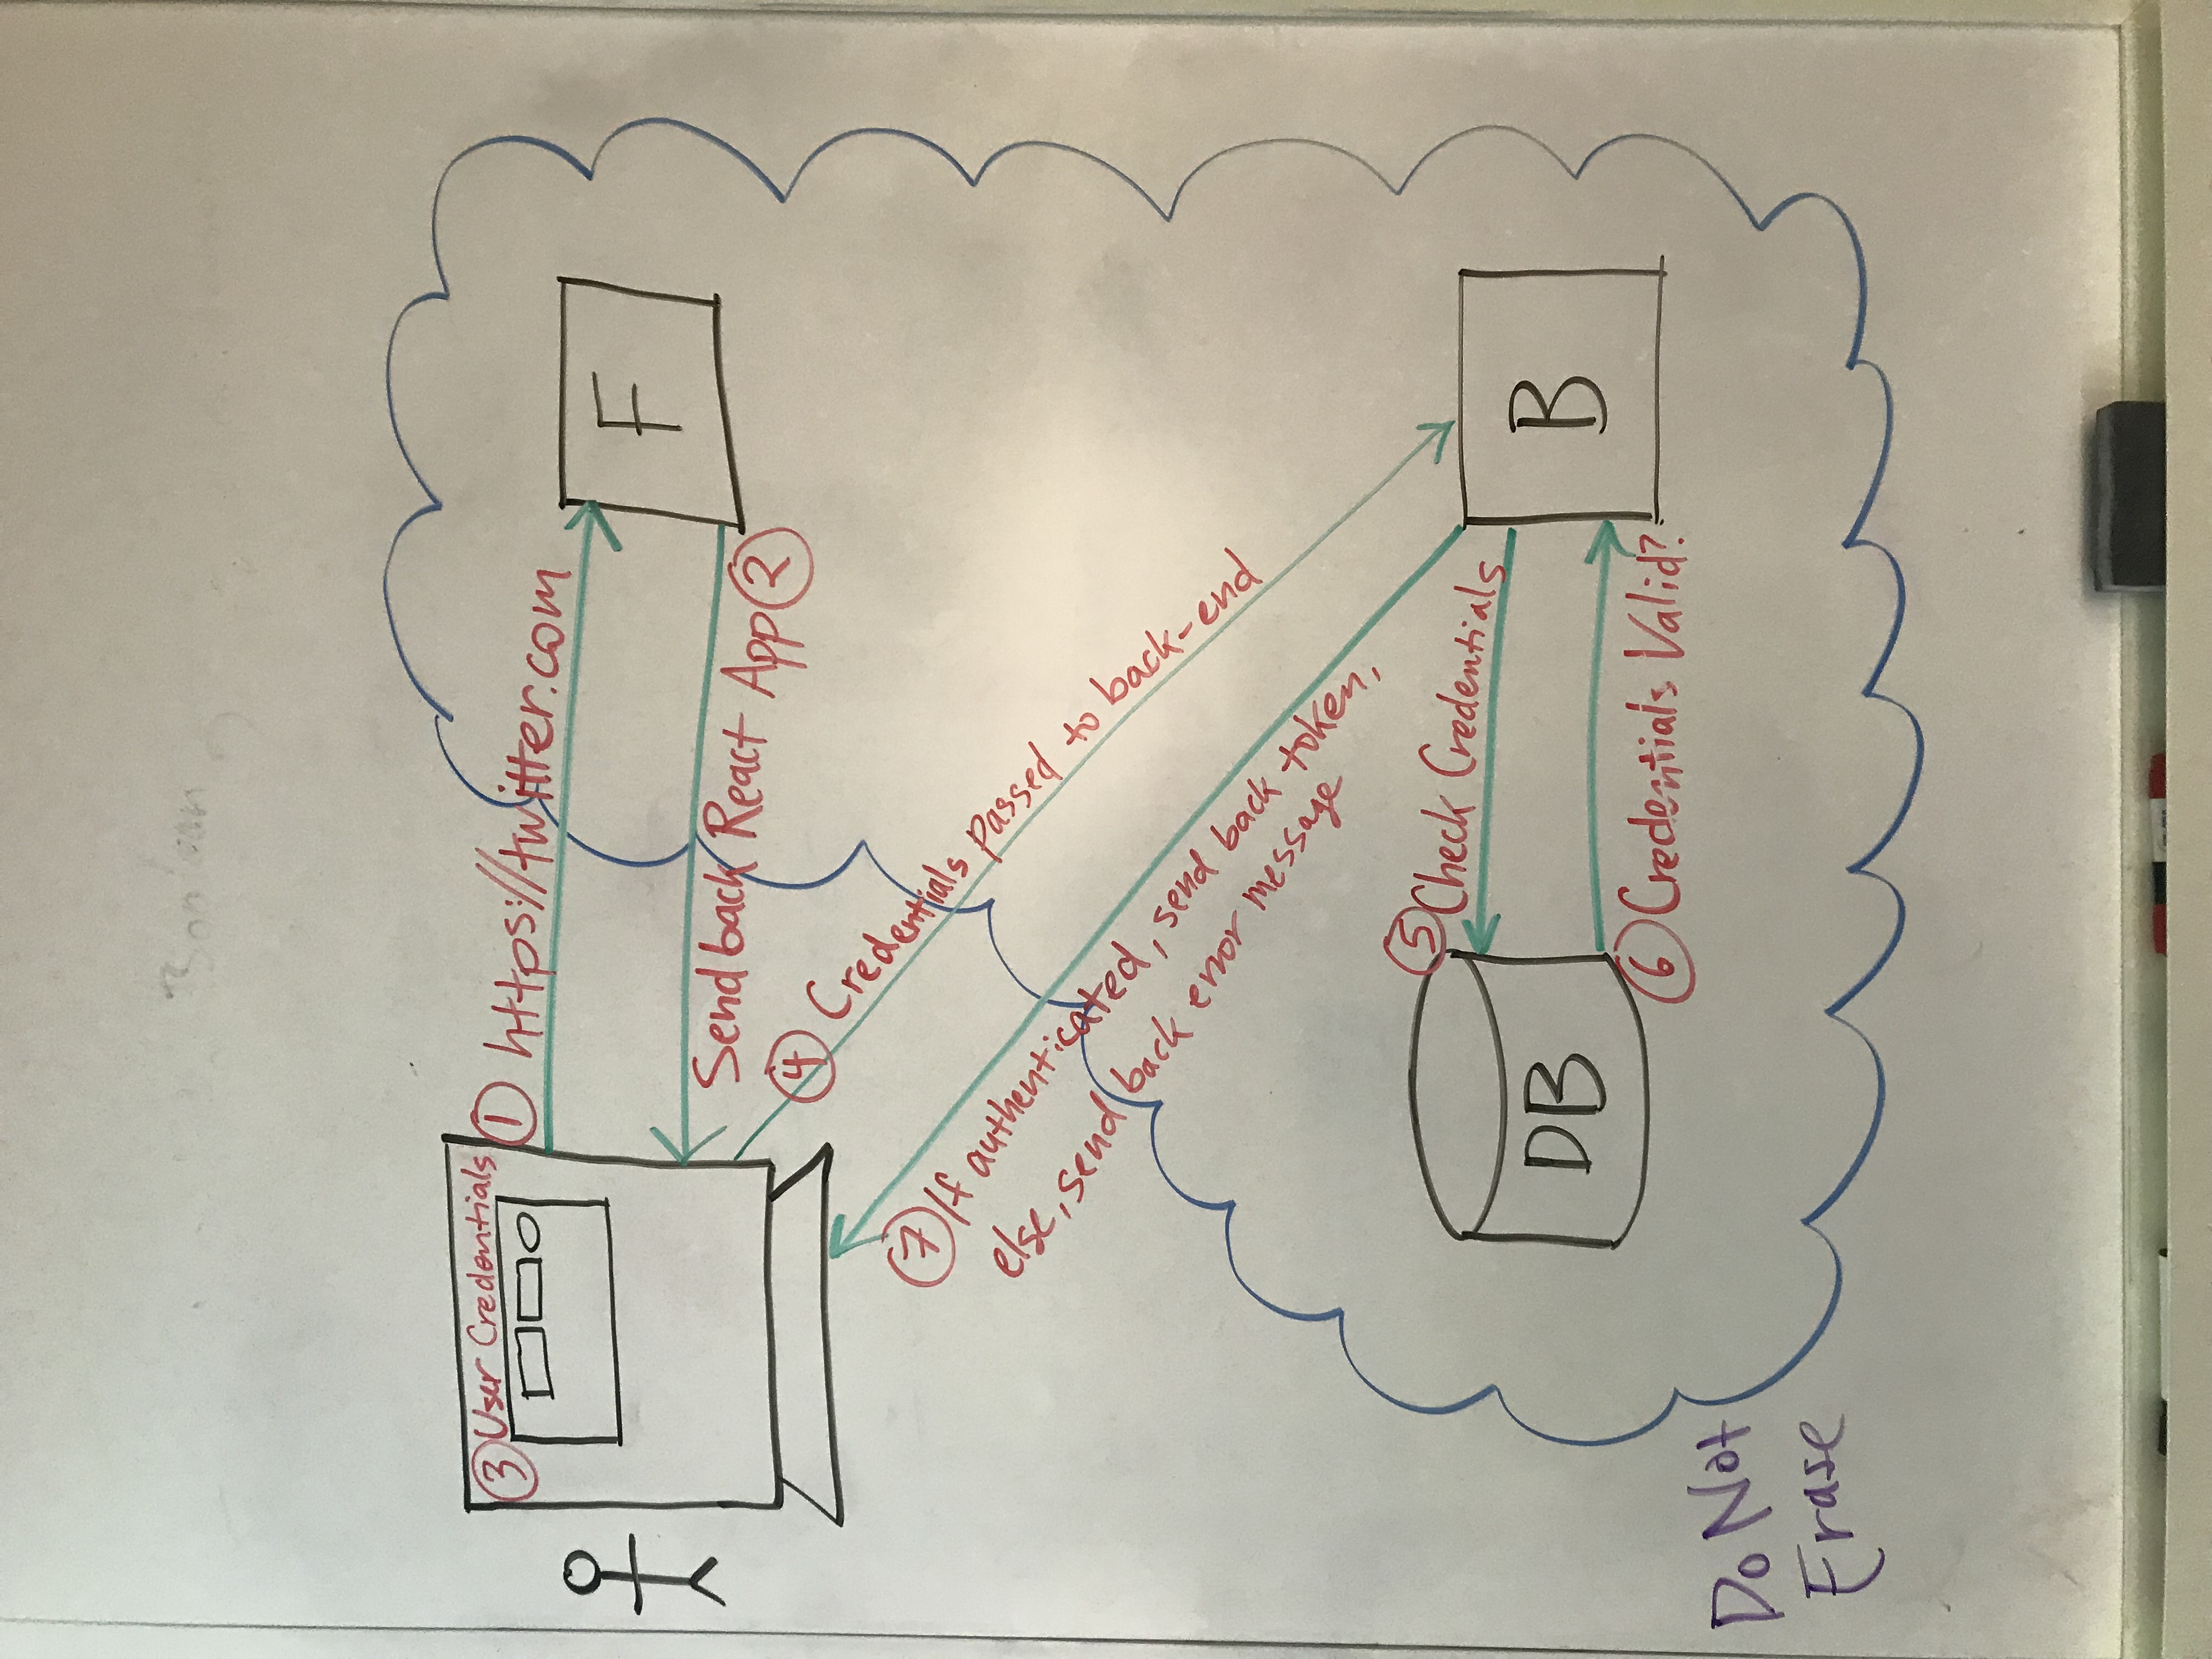 ③ User Credentials
① https://twitter.com
F
Send back React App ②
④ Credentials passed to back-end
⑦ If authenticated, send back token,
else, send back error message
⑤ Check Credentials
DB
B
⑥ Credentials Valid?
Do Not
Erase